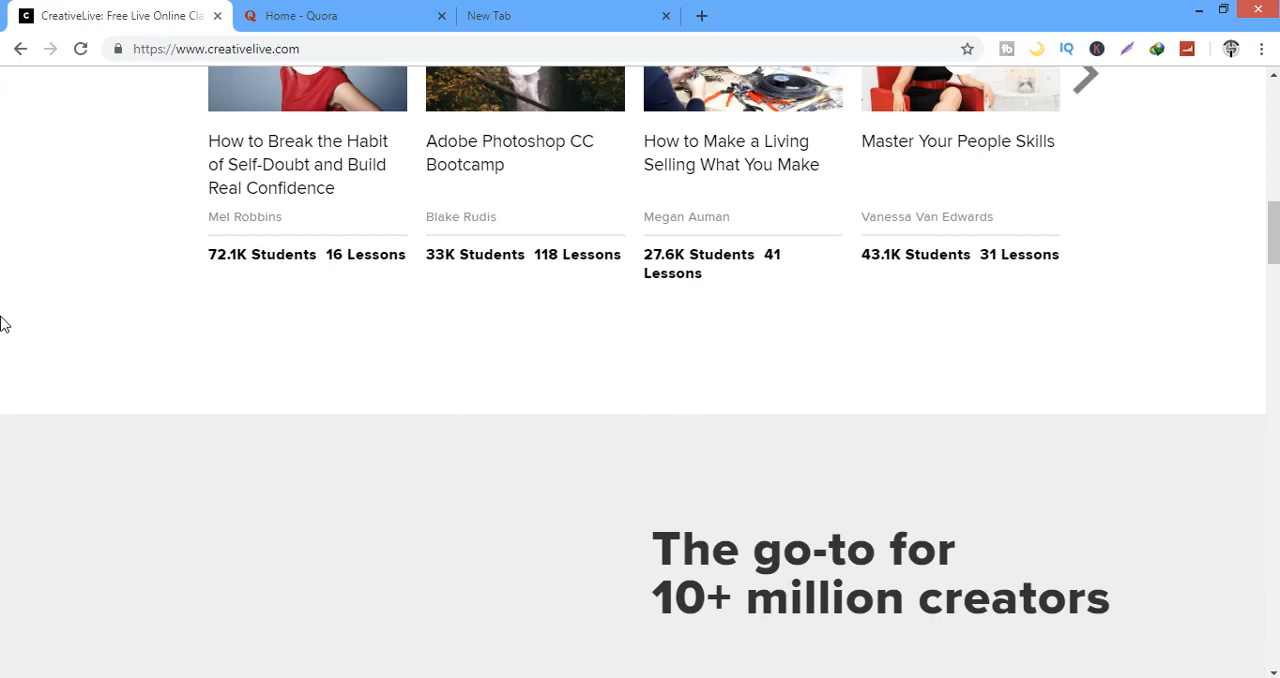 CreativeLive: Free Live Online Cla
Home - Quora
New Tab
https://www.creativelive.com
How to Break the Habit
of Self-Doubt and Build
Real Confidence
Mel Robbins
72.1K Students 16 Lessons
Adobe Photoshop CC
Bootcamp
Blake Rudis
33K Students 118 Lessons
How to Make a Living
Selling What You Make
Megan Auman
27.6K Students 41
Lessons
Master Your People Skills
Vanessa Van Edwards
43.1K Students 31 Lessons
The go-to for
10+ million creators